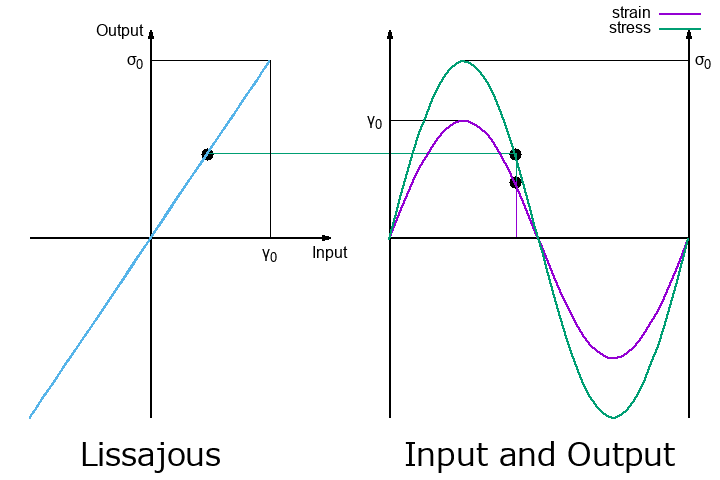 Output
σ0
γ0
Input
Lissajous
strain
stress
σ0
γ0
Input and Output